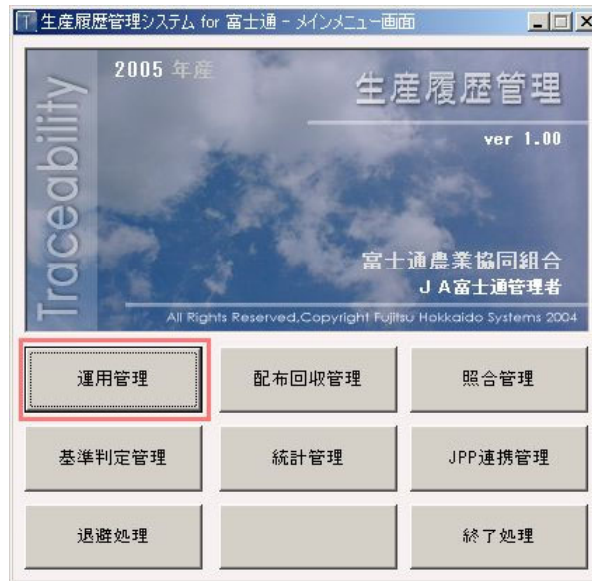 生産履歴管理システム for 富士通 - メインメニュー画面
2005 年産
生産履歴管理
ver 1.00
Traceability
富士通農業協同組合
JA富士通管理者
All Rights Reserved,Copyright Fujitsu Hokkaido Systems 2004
運用管理 配布回収管理 照合管理
基準判定管理 統計管理 JPP連携管理
退避処理 終了処理